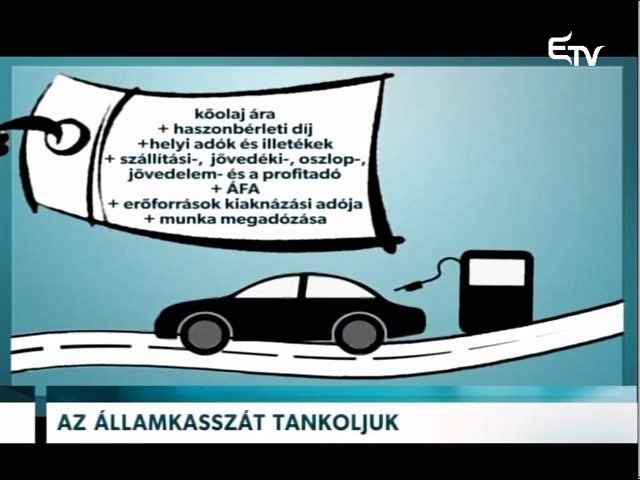 ETV
kőolaj ára
+ haszonbérleti díj
+helyi adók és illetékek
+ szállítási-, jövedéki-, oszlop-,
jövedelem- és a profitadó
+ ÁFA
+ erőforrások kiaknázási adója
+ munka megadózása
AZ ÁLLAMKASSZÁT TANKOLJUK